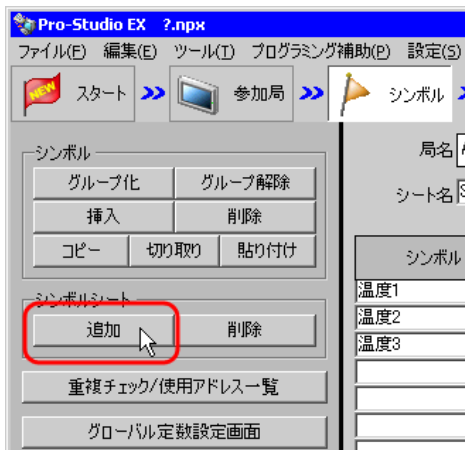 Pro-Studio EX ?.npx
ファイル(F) 編集(E) ツール(T) プログラミング補助(P) 設定(S)
NEW スタート >> 参加局 >> シンボル
シンボル
グループ化 グループ解除
挿入 削除
コピー 切り取り 貼り付け
シンボルシート
追加 削除
重複チェック/使用アドレス一覧
グローバル定数設定画面
局名
シート名 S
シンボル
温度1
温度2
温度3